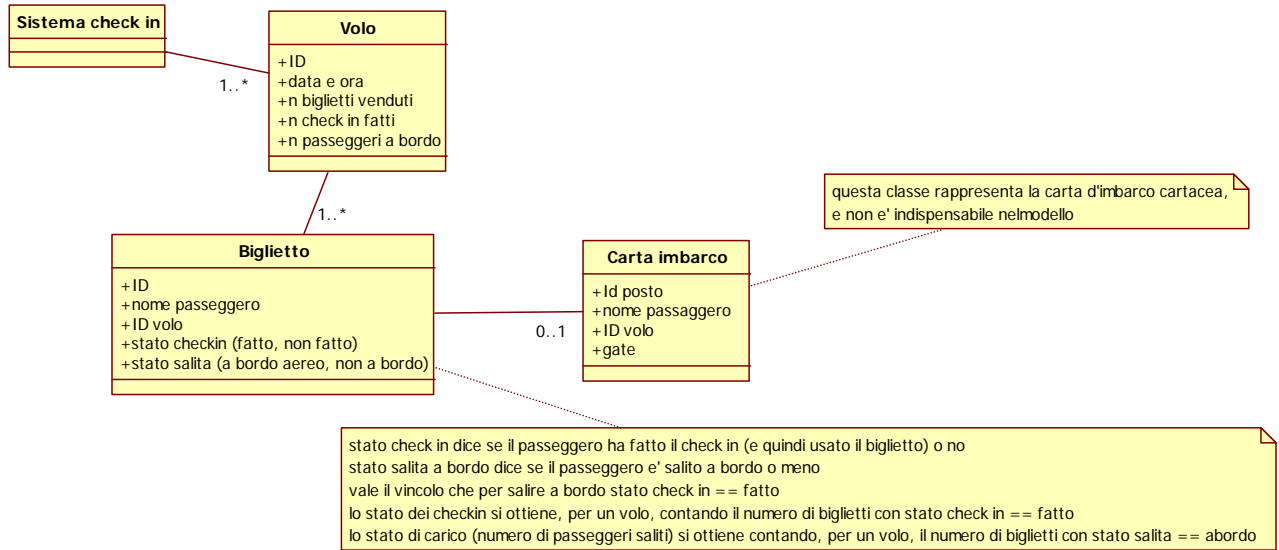 Sistema check in
Volo
+ID
+data e ora
+n biglietti venduti
+n check in fatti
+n passeggeri a bordo
1..*
1..*
questa classe rappresenta la carta d'imbarco cartacea,
e non e' indispensabile nelmodello
Biglietto
+ID
+nome passeggero
+ID volo
+stato checkin (fatto, non fatto)
+stato salita (a bordo aereo, non a bordo)
Carta imbarco
+Id posto
+nome passaggero
+ID volo
+gate
0..1
stato check in dice se il passeggero ha fatto il check in (e quindi usato il biglietto) o no
stato salita a bordo dice se il passeggero e' salito a bordo o meno
vale il vincolo che per salire a bordo stato check in == fatto
lo stato dei checkin si ottiene, per un volo, contando il numero di biglietti con stato check in == fatto
lo stato di carico (numero di passeggeri saliti) si ottiene contando, per un volo, il numero di biglietti con stato salita == abordo